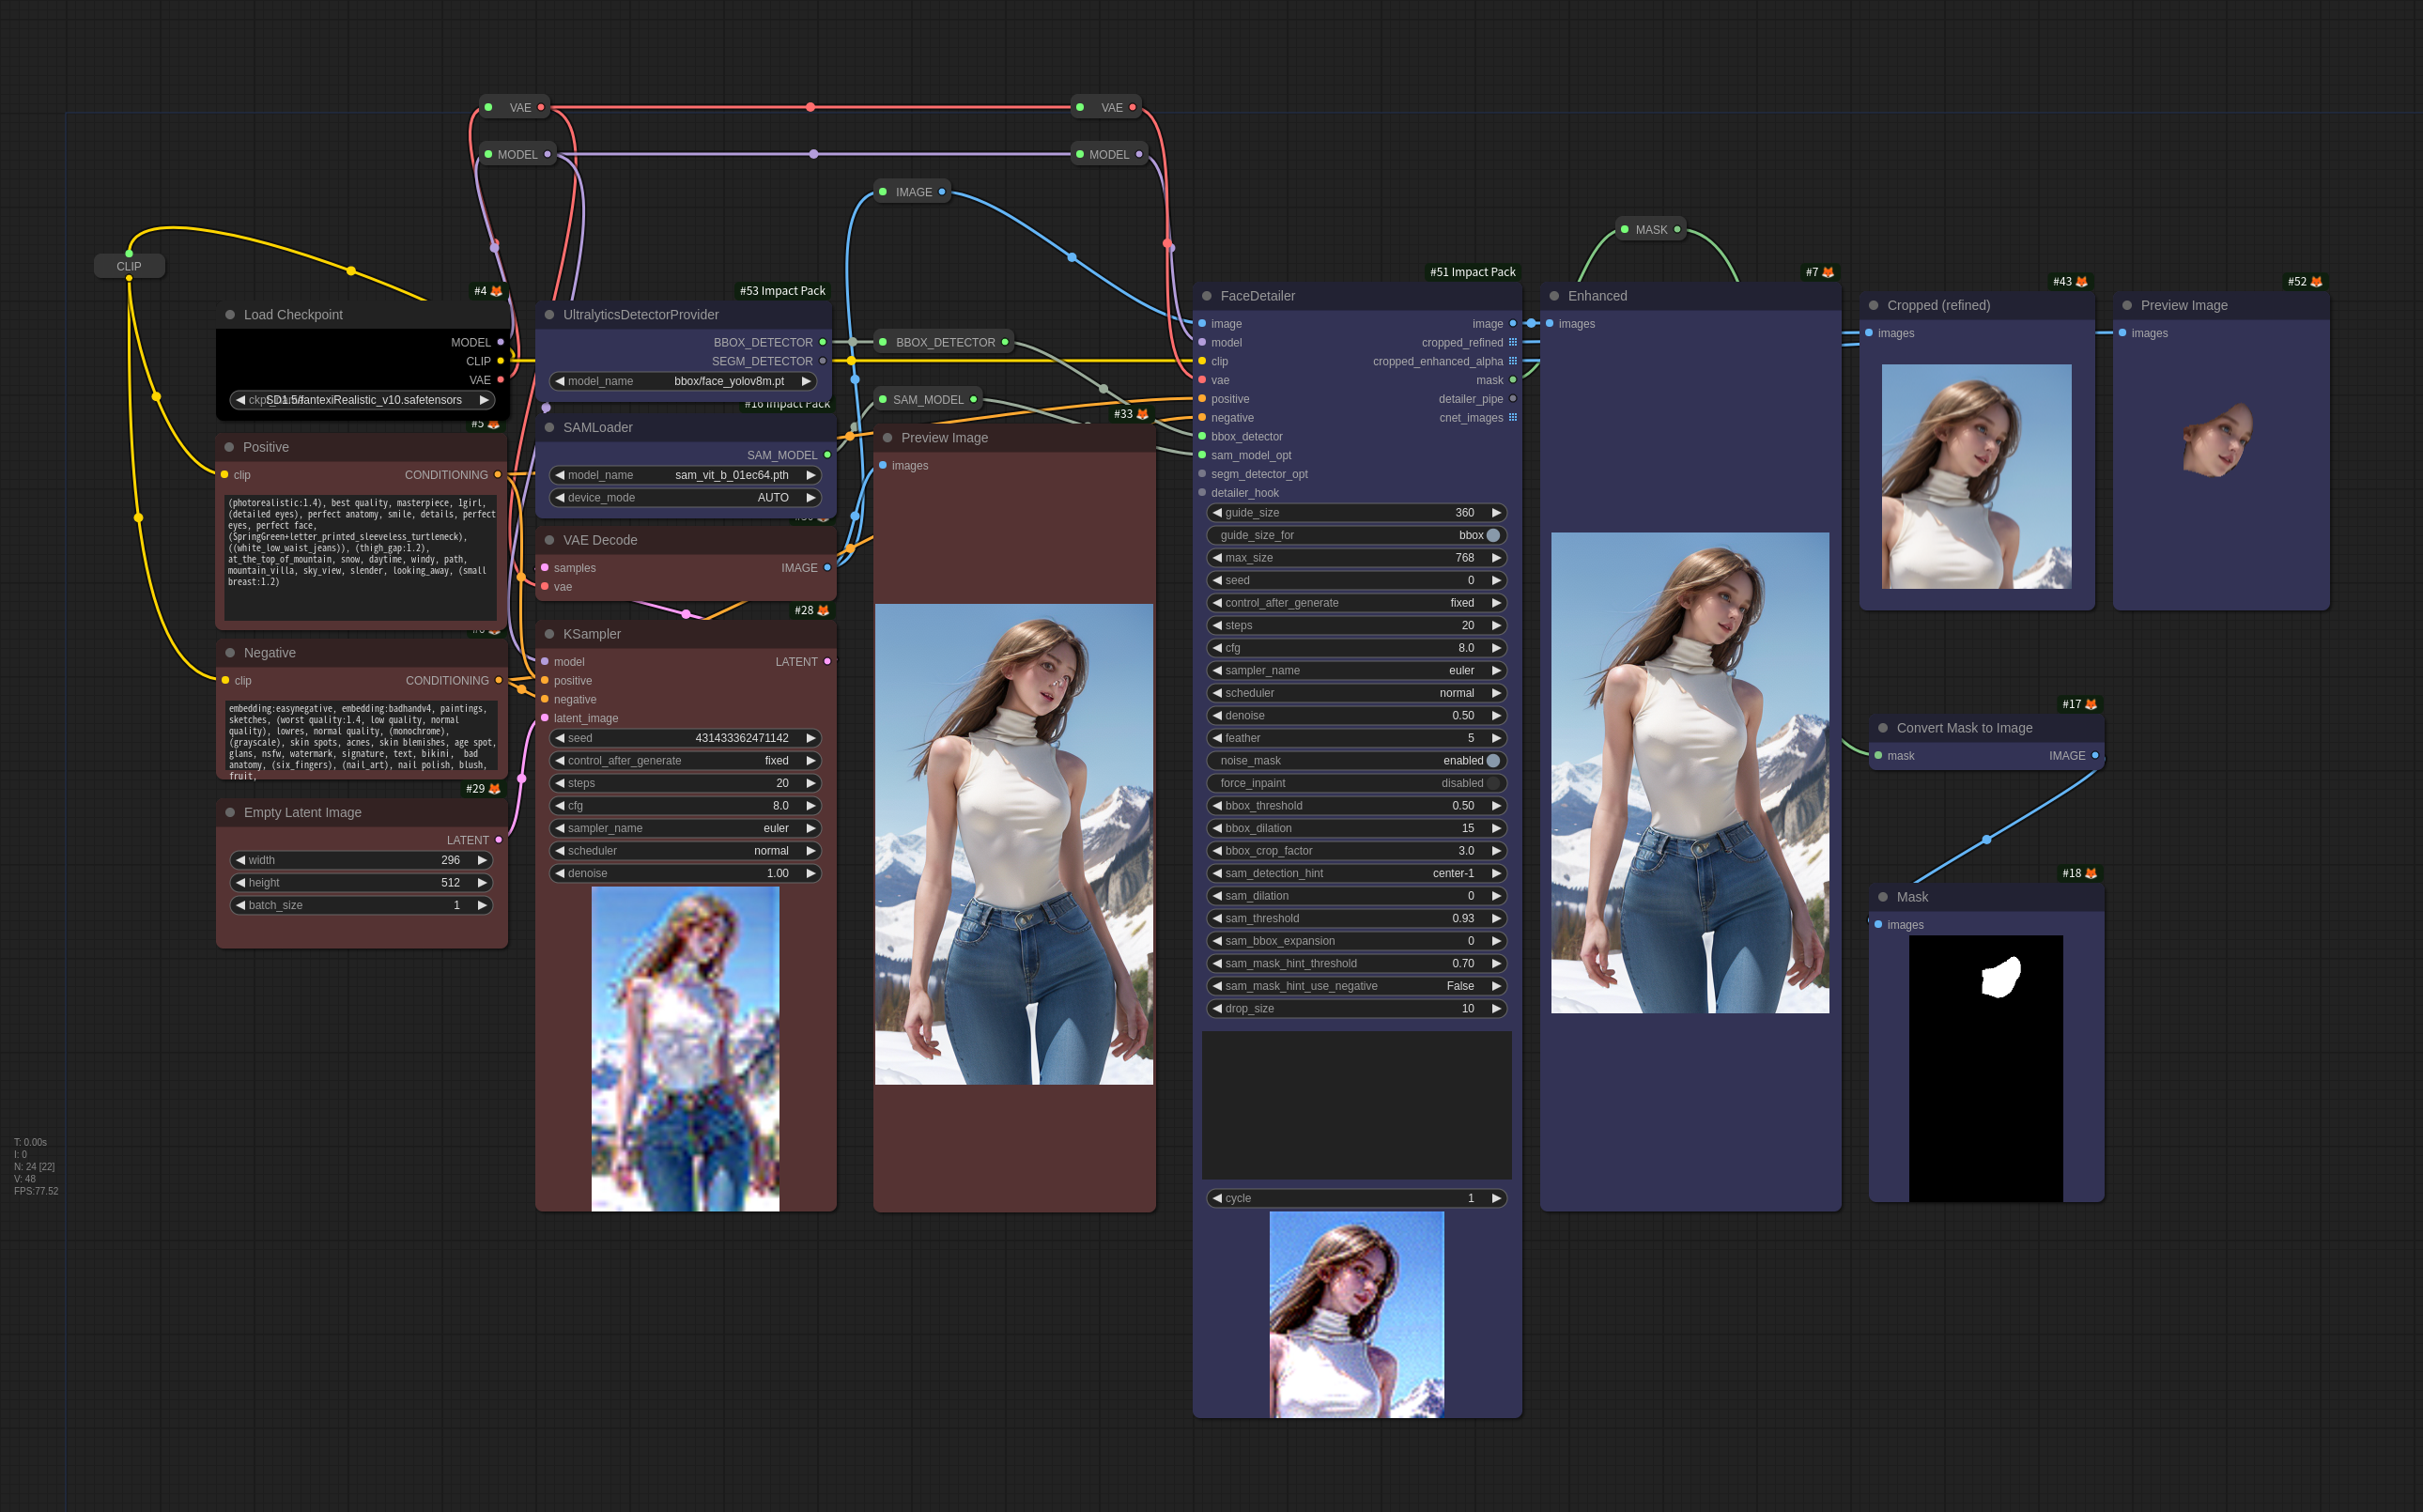 VAE
VAE
MODEL
MODEL
IMAGE
MASK
CLIP
#4
Load Checkpoint
MODEL
CLIP
VAE
SD1.5/fantexiRealistic_v10.safetensors
#5
Positive
clip
CONDITIONING
(photorealistic:1.4), best quality, masterpiece, 1girl,
(detailed eyes), perfect anatomy, smile, details, perfect
eyes, perfect face,
(SpringGreen+letter_printed_sleeveless_turtleneck),
((white_low_waist_jeans)), (thigh_gap:1.2),
at_the_top_of_mountain, snow, daytime, windy, path,
mountain_villa, sky_view, slender, looking_away, (small
breast:1.2)
Negative
clip
CONDITIONING
embedding:easynegative, embedding:badhandv4, paintings,
sketches, (worst quality:1.4, low quality, normal
quality), lowres, normal quality, (monochrome),
(grayscale), skin spots, acnes, skin blemishes, age spot,
glans, nsfw, watermark, signature, text, bikini, bad
anatomy, (six_fingers), (nail_art), nail polish, blush,
fruit,
#29
Empty Latent Image
LATENT
width 296
height 512
batch_size 1
#53 Impact Pack
UltralyticsDetectorProvider
BBOX_DETECTOR
SEGM_DETECTOR
model_name bbox/face_yolov8m.pt
#16 Impact Pack
SAMLoader
SAM_MODEL
model_name sam_vit_b_01ec64.pth
device_mode AUTO
VAE Decode
samples IMAGE
vae
#28
KSampler
model LATENT
positive
negative
latent_image
seed 431433362471142
control_after_generate fixed
steps 20
cfg 8.0
sampler_name euler
scheduler normal
denoise 1.00
BBOX_DETECTOR
SAM_MODEL
#33
Preview Image
images
#51 Impact Pack
FaceDetailer
image image
model cropped_refined
clip cropped_enhanced_alpha
vae mask
positive detailer_pipe
negative cnet_images
bbox_detector
sam_model_opt
segm_detector_opt
detailer_hook
guide_size 360
guide_size_for bbox
max_size 768
seed 0
control_after_generate fixed
steps 20
cfg 8.0
sampler_name euler
scheduler normal
denoise 0.50
feather 5
noise_mask enabled
force_inpaint disabled
bbox_threshold 0.50
bbox_dilation 15
bbox_crop_factor 3.0
sam_detection_hint center-1
sam_dilation 0
sam_threshold 0.93
sam_bbox_expansion 0
sam_mask_hint_threshold 0.70
sam_mask_hint_use_negative False
drop_size 10
cycle 1
#7
Enhanced
images
#43
Cropped (refined)
images
#52
Preview Image
images
#17
Convert Mask to Image
mask IMAGE
#18
Mask
images
T: 0.00s
I: 0
N: 24 [22]
V: 48
FPS:77.52